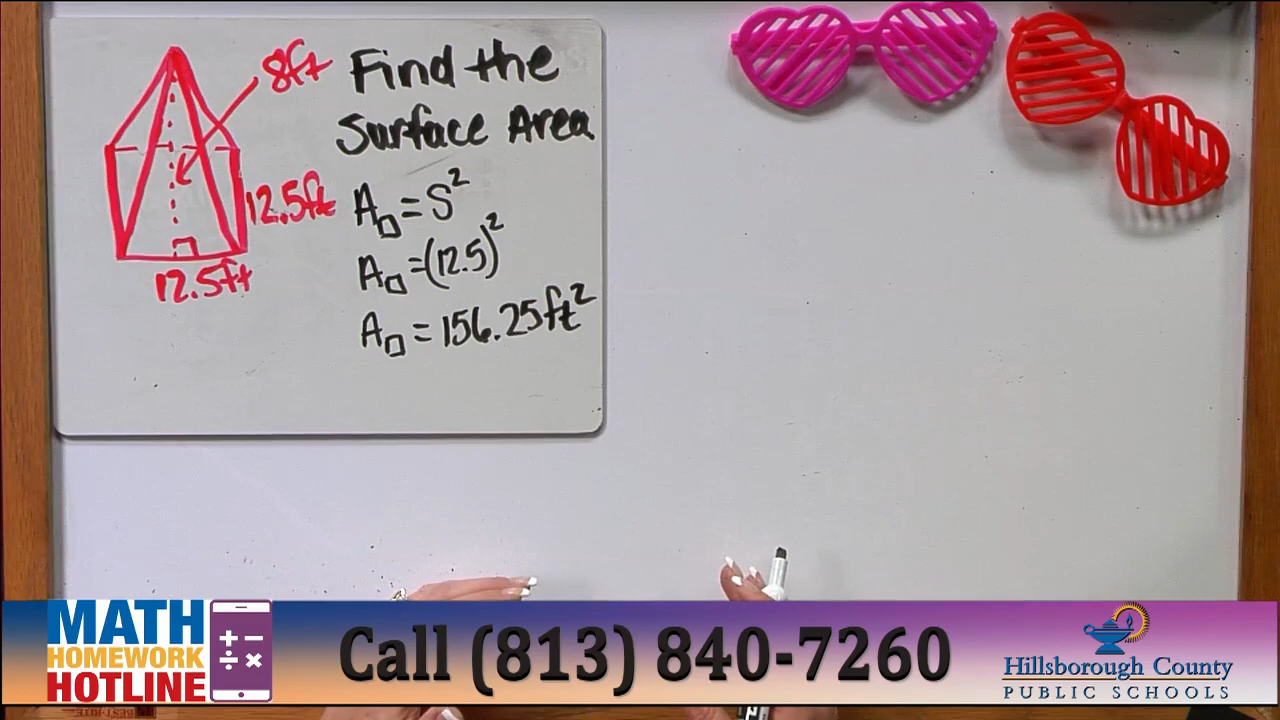 8ft
12.5ft
12.5ft
Find the
Surface Area
A□ = S²
A□ = (12.5)²
A□ = 156.25ft²
MATH
HOMEWORK
HOTLINE
Call (813) 840-7260
Hillsborough County
PUBLIC SCHOOLS